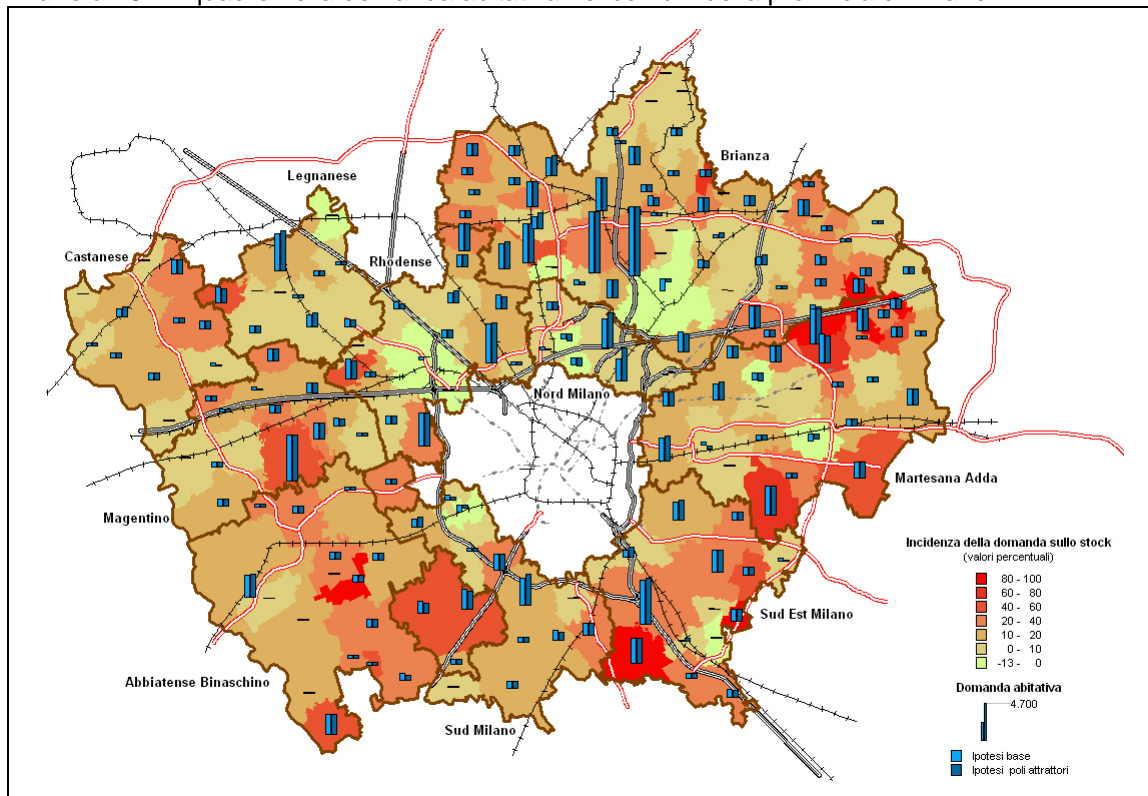 Brianza
Legnanese
Castanese
Rhodense
Nord Milano
Martesana Adda
Magentino
Sud Est Milano
Abbiatense Binaschino
Sud Milano
Incidenza della domanda sullo stock
(valori percentuali)
80 - 100
60 - 80
40 - 60
20 - 40
10 - 20
0 - 10
-13 - 0
Domanda abitativa
4.700
Ipotesi base
Ipotesi poli attrattori